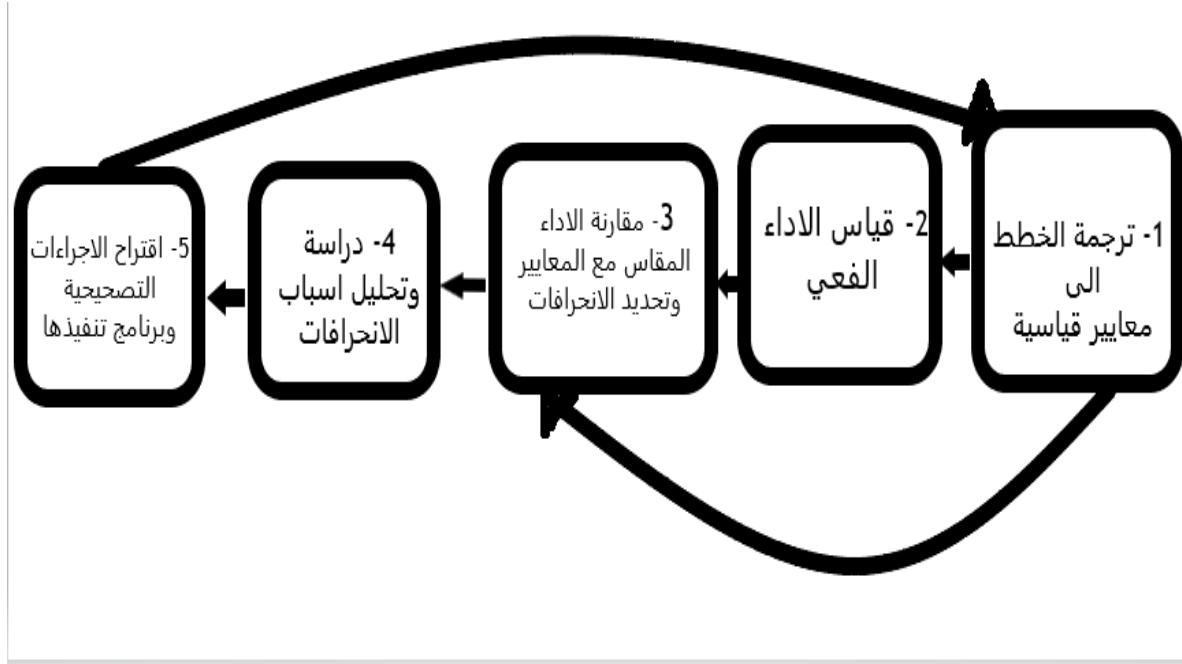 1- ترجمة الخطط
الى
معايير قياسية
2- قياس الاداء
الفعي
3- مقارنة الاداء
المقاس مع المعايير
وتحديد الانحرافات
4- دراسة
وتحليل اسباب
الانحرافات
5- اقتراح الاجراءات
التصحيحية
وبرنامج تنفيذها